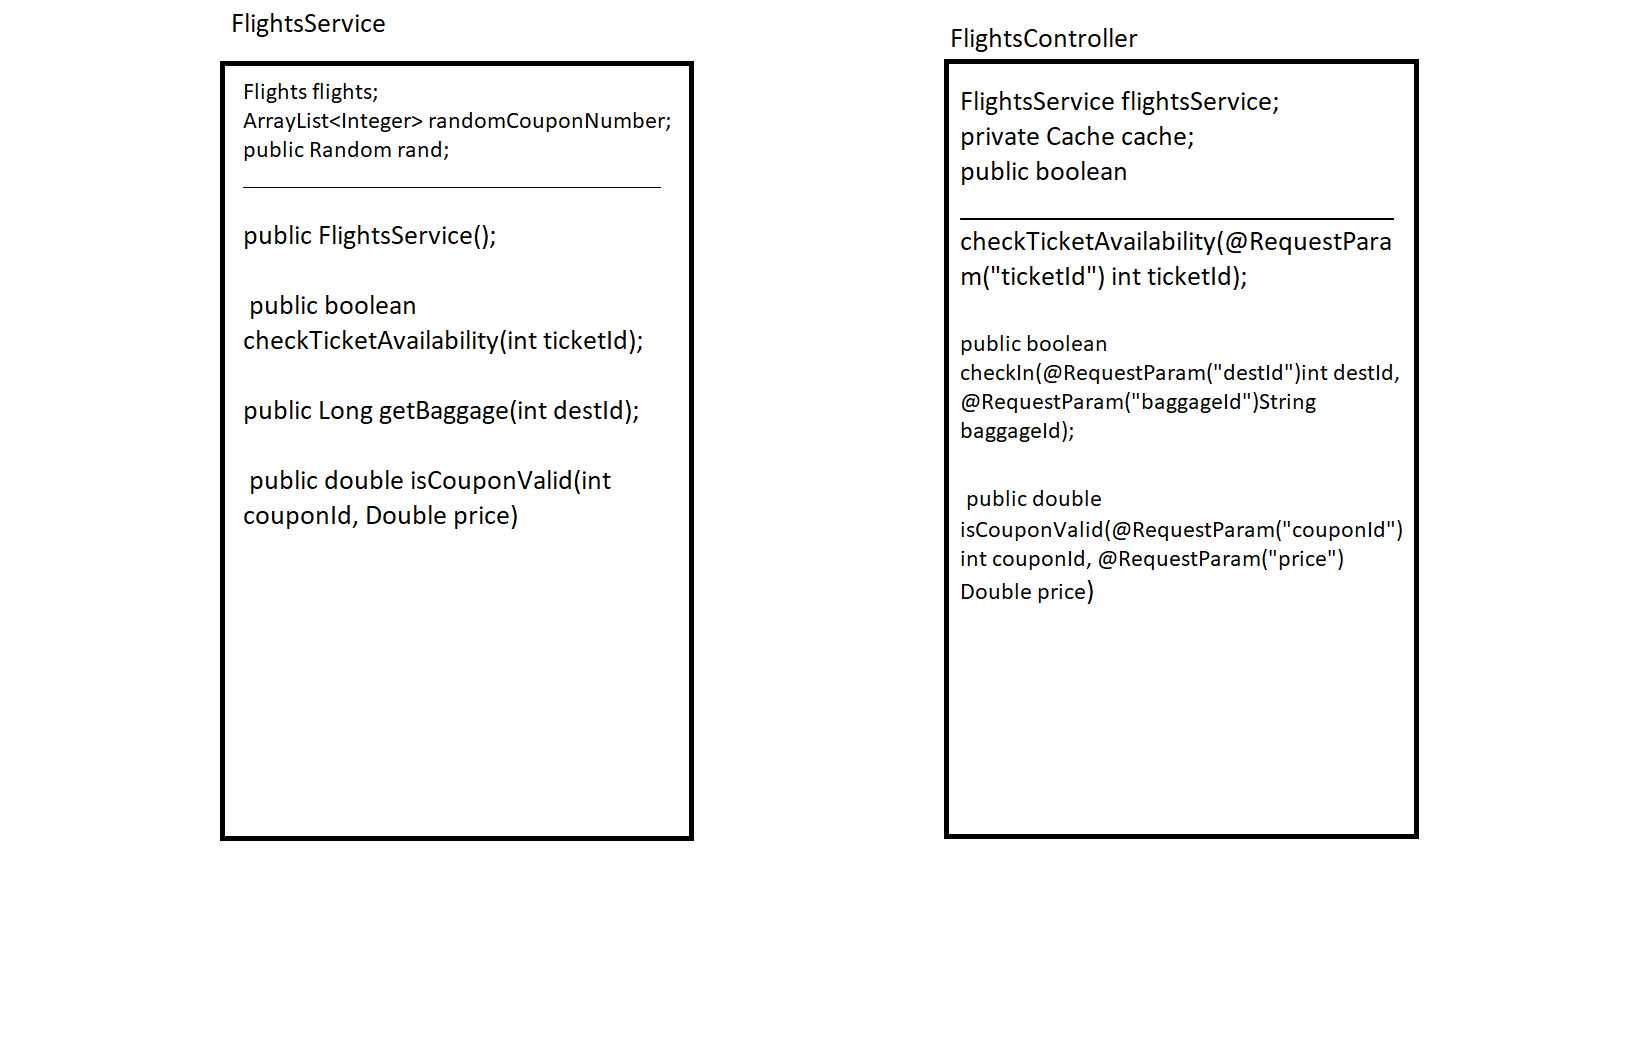 FlightsService
Flights flights;
ArrayList<Integer> randomCouponNumber;
public Random rand;
public FlightsService();
public boolean
checkTicketAvailability(int ticketId);
public Long getBaggage(int destId);
public double isCouponValid(int
couponId, Double price)
FlightsController
FlightsService flightsService;
private Cache cache;
public boolean
checkTicketAvailability(@RequestPara
m("ticketId") int ticketId);
public boolean
checkIn(@RequestParam("destId")int destId,
@RequestParam("baggageId")String
baggageId);
public double
isCouponValid(@RequestParam("couponId")
int couponId, @RequestParam("price")
Double price)